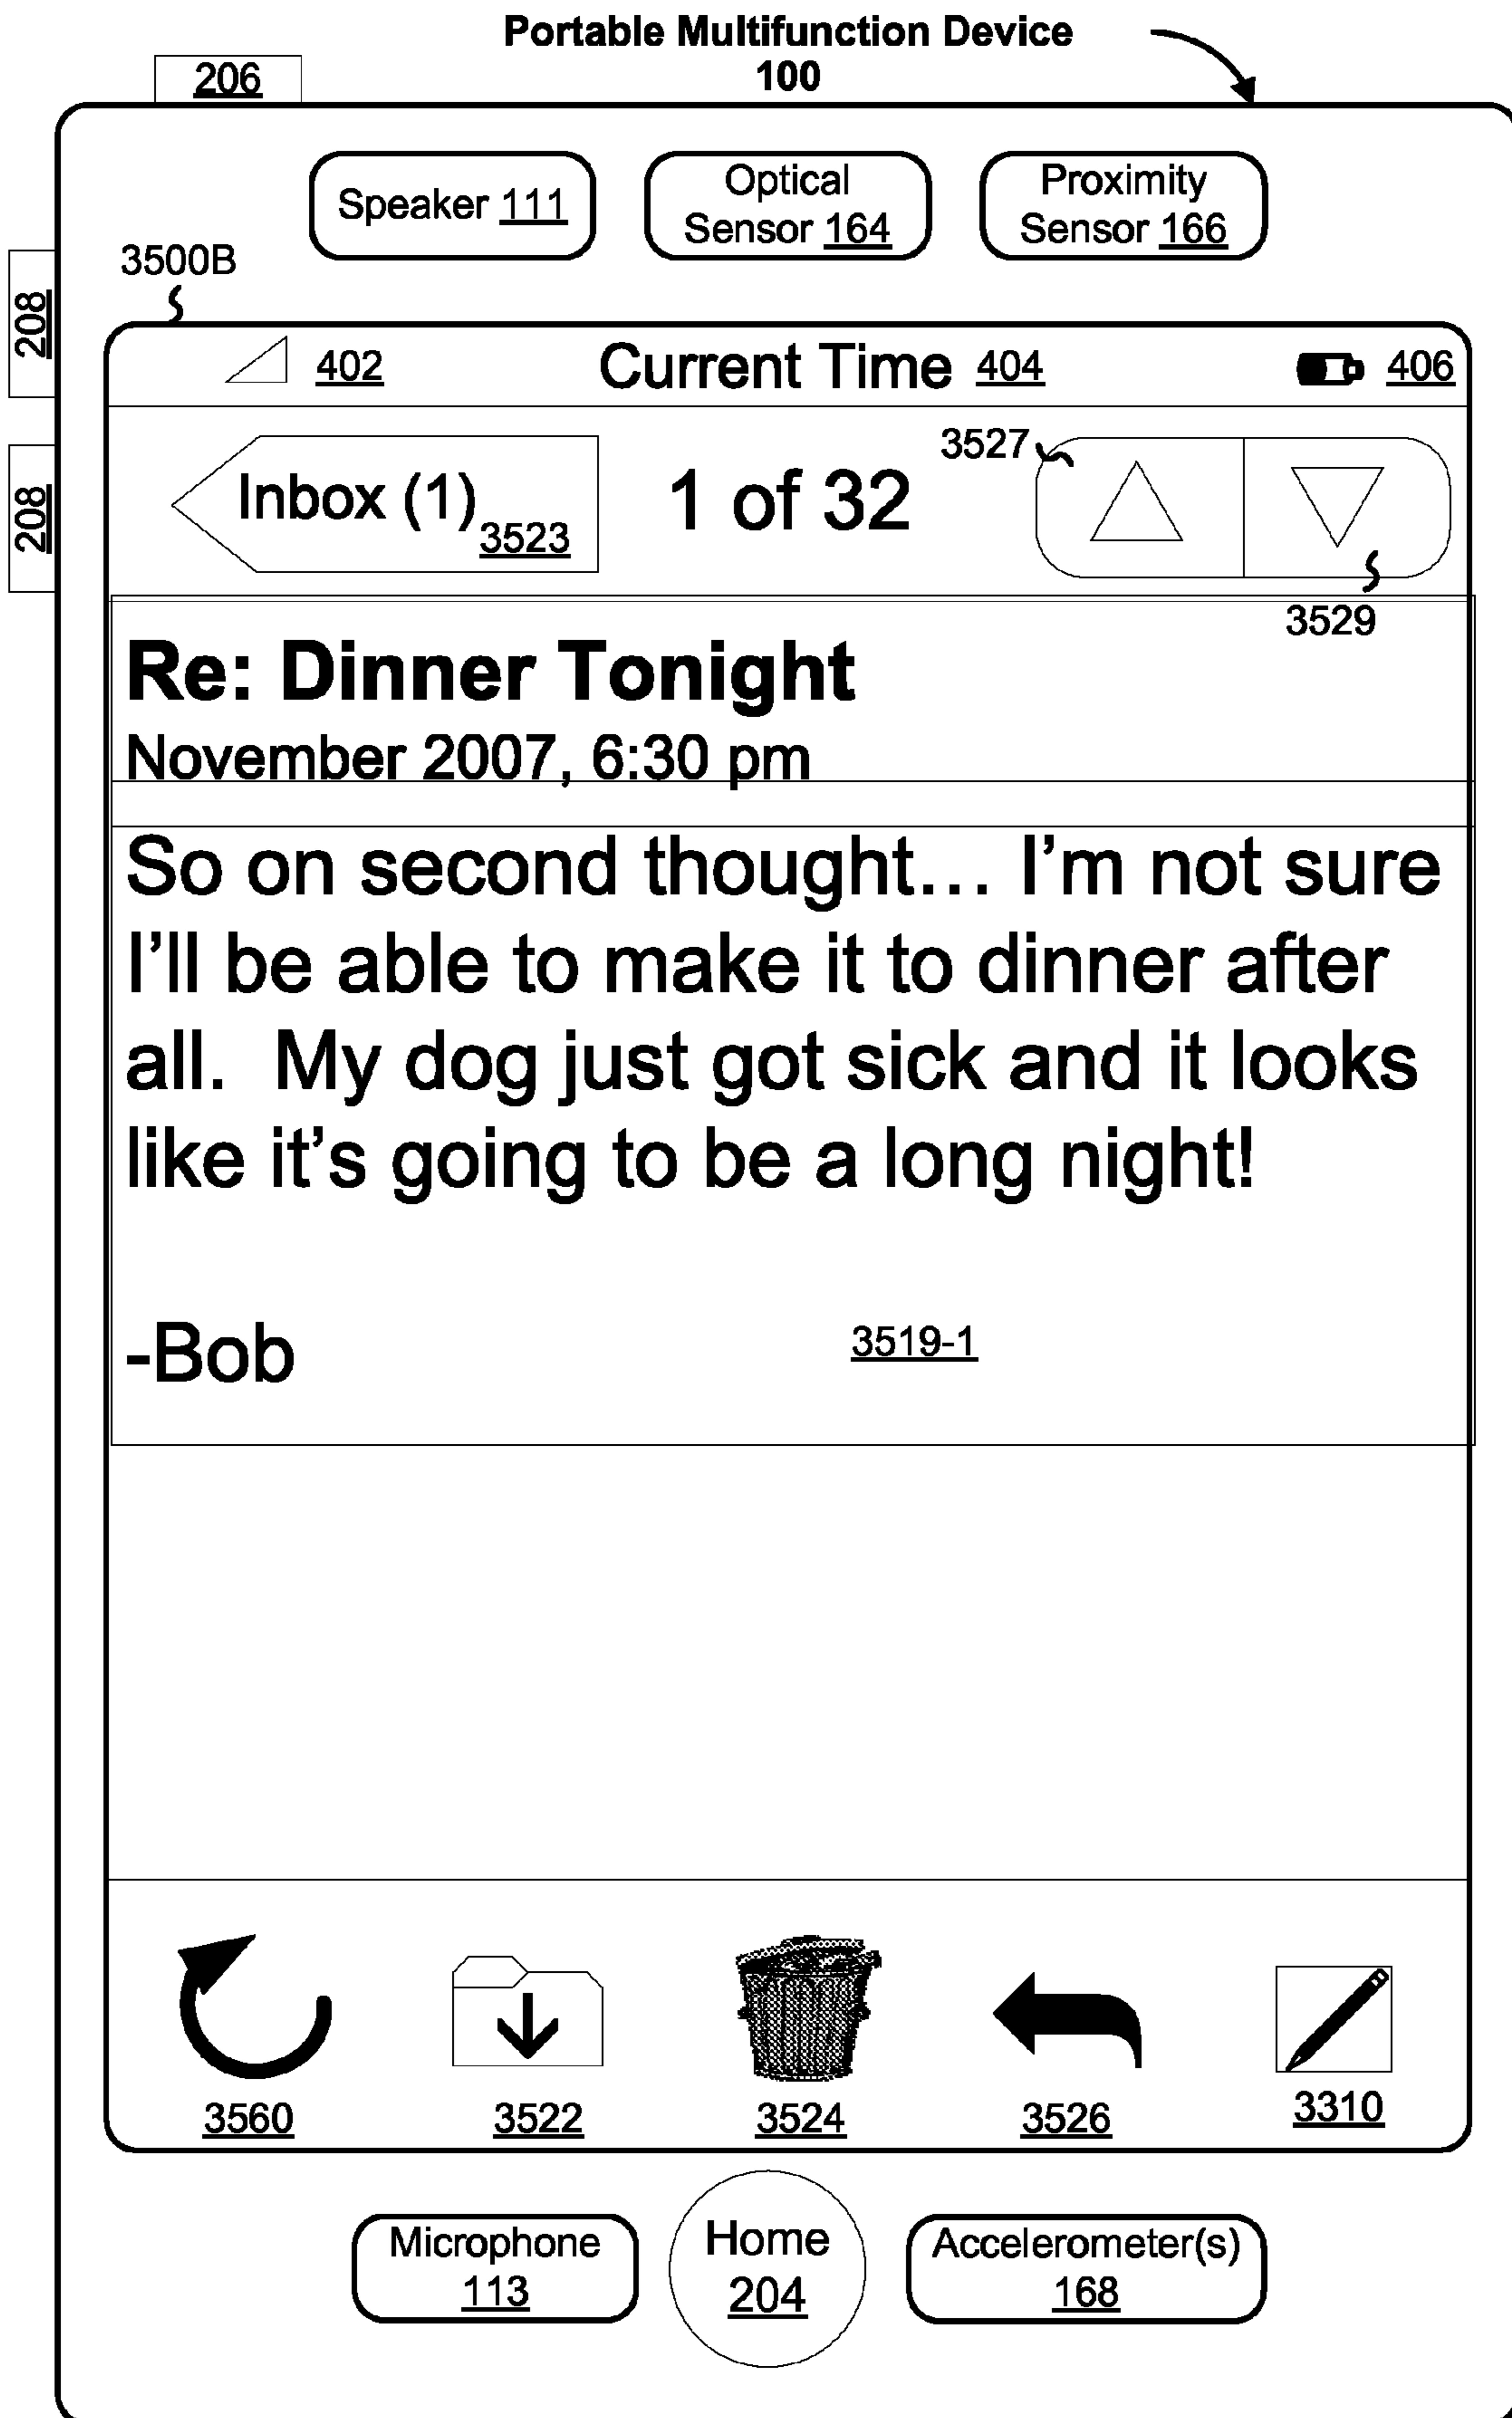 Portable Multifunction Device
100
206
Speaker 111
Optical
Sensor 164
Proximity
Sensor 166
3500B
208
208
402
Current Time 404
406
Inbox (1)
3523
1 of 32
3527
3529
Re: Dinner Tonight
November 2007, 6:30 pm
So on second thought... I'm not sure
I'll be able to make it to dinner after
all.  My dog just got sick and it looks
like it's going to be a long night!
-Bob
3519-1
3560
3522
3524
3526
3310
Microphone
113
Home
204
Accelerometer(s)
168